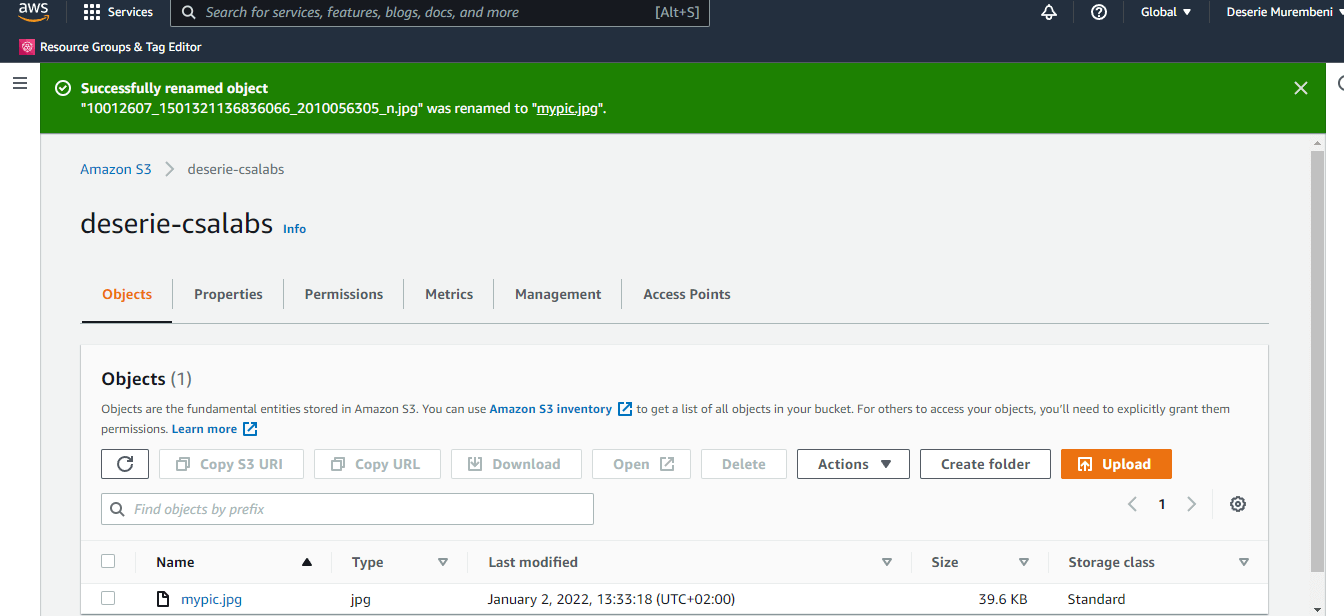 aws
Services
Search for services, features, blogs, docs, and more
[Alt+S]
Global
Deserie Murembeni
Resource Groups & Tag Editor
Successfully renamed object
"10012607_1501321136836066_2010056305_n.jpg" was renamed to "mypic.jpg".
Amazon S3
deserie-csalabs
deserie-csalabs Info
Objects Properties Permissions Metrics Management Access Points
Objects (1)
Objects are the fundamental entities stored in Amazon S3. You can use Amazon S3 inventory to get a list of all objects in your bucket. For others to access your objects, you'll need to explicitly grant them
permissions. Learn more
Copy S3 URI Copy URL Download Open Delete Actions Create folder Upload
Find objects by prefix
1
Name Type Last modified Size Storage class
mypic.jpg jpg January 2, 2022, 13:33:18 (UTC+02:00) 39.6 KB Standard